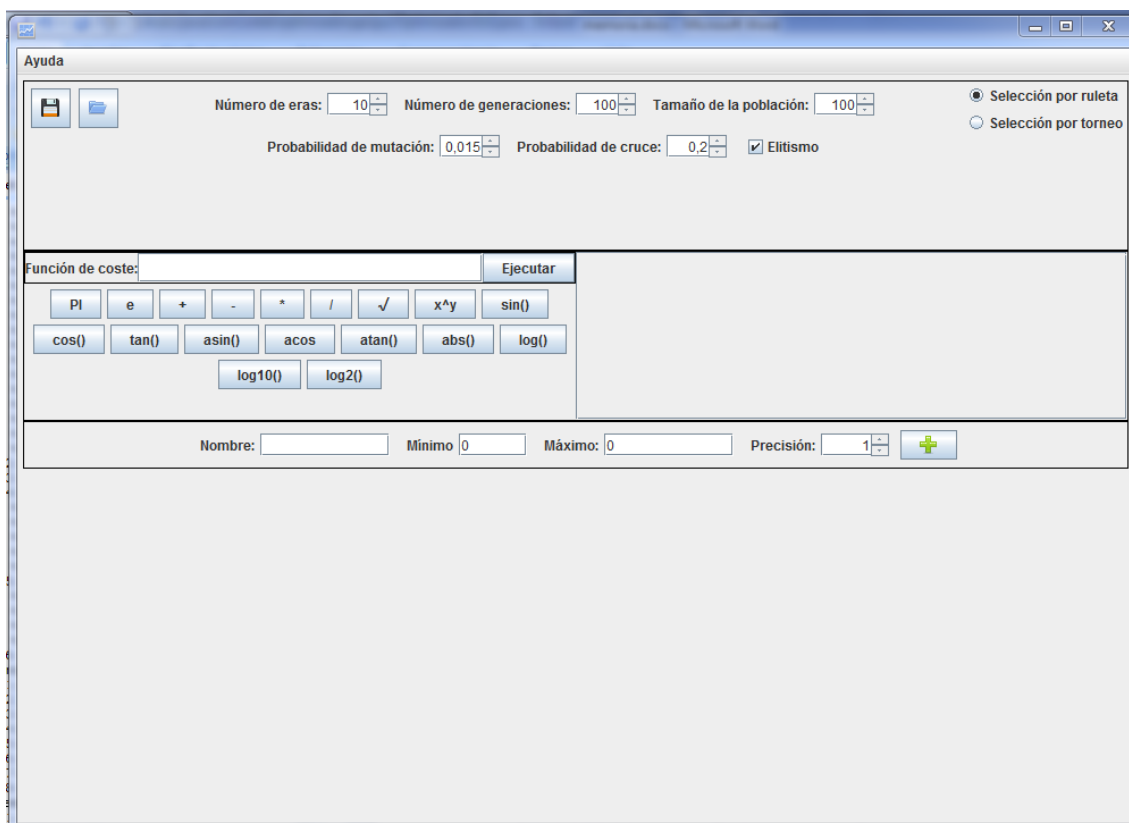 Ayuda
Número de eras: 10 Número de generaciones: 100 Tamaño de la población: 100
Selección por ruleta
Selección por torneo
Probabilidad de mutación: 0,015 Probabilidad de cruce: 0,2 Elitismo
Función de coste: Ejecutar
PI e + - * / √ x^y sin()
cos() tan() asin() acos atan() abs() log()
log10() log2()
Nombre: Mínimo 0 Máximo: 0 Precisión: 1